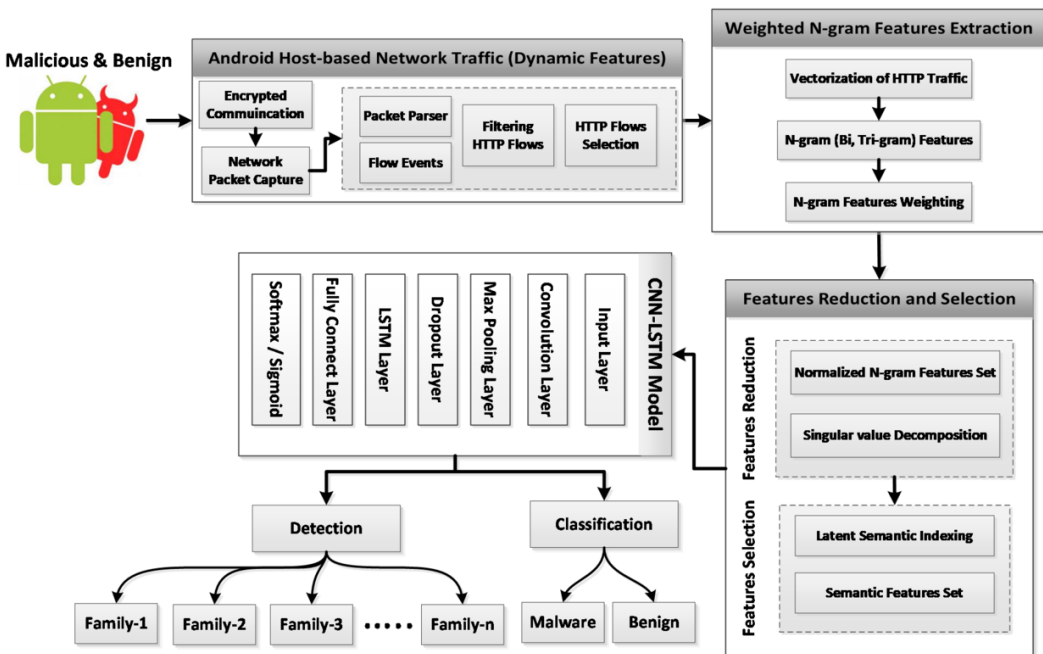 Malicious & Benign
Android Host-based Network Traffic (Dynamic Features)
Encrypted
Commuincation
Network
Packet Capture
Packet Parser
Flow Events
Filtering
HTTP Flows
HTTP Flows
Selection
Weighted N-gram Features Extraction
Vectorization of HTTP Traffic
N-gram (Bi, Tri-gram) Features
N-gram Features Weighting
Features Reduction and Selection
Features Reduction
Normalized N-gram Features Set
Singular value Decomposition
Features Selection
Latent Semantic Indexing
Semantic Features Set
CNN-LSTM Model
Input Layer
Convolution Layer
Max Pooling Layer
Dropout Layer
LSTM Layer
Fully Connect Layer
Softmax / Sigmoid
Detection
Classification
Family-1
Family-2
Family-3
.....
Family-n
Malware
Benign